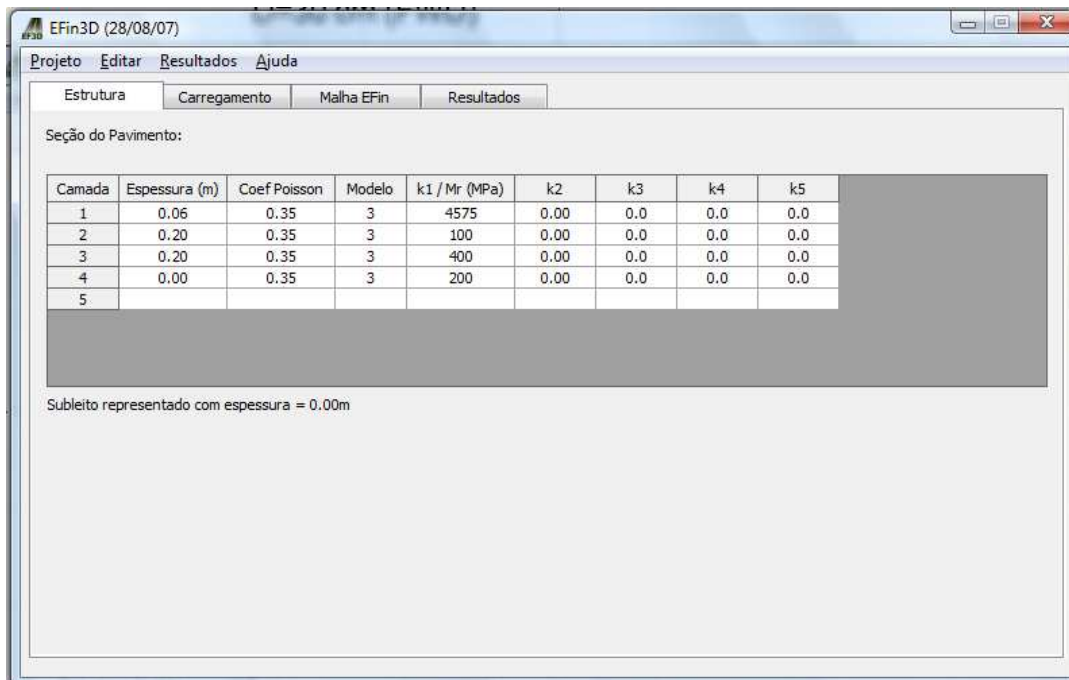 EFin3D (28/08/07)
Projeto Editar Resultados Ajuda
Estrutura Carregamento Malha EFin Resultados
Seção do Pavimento:
Camada Espessura (m) Coef Poisson Modelo k1 / Mr (MPa) k2 k3 k4 k5
1 0.06 0.35 3 4575 0.00 0.0 0.0 0.0
2 0.20 0.35 3 100 0.00 0.0 0.0 0.0
3 0.20 0.35 3 400 0.00 0.0 0.0 0.0
4 0.00 0.35 3 200 0.00 0.0 0.0 0.0
5
Subleito representado com espessura = 0.00m